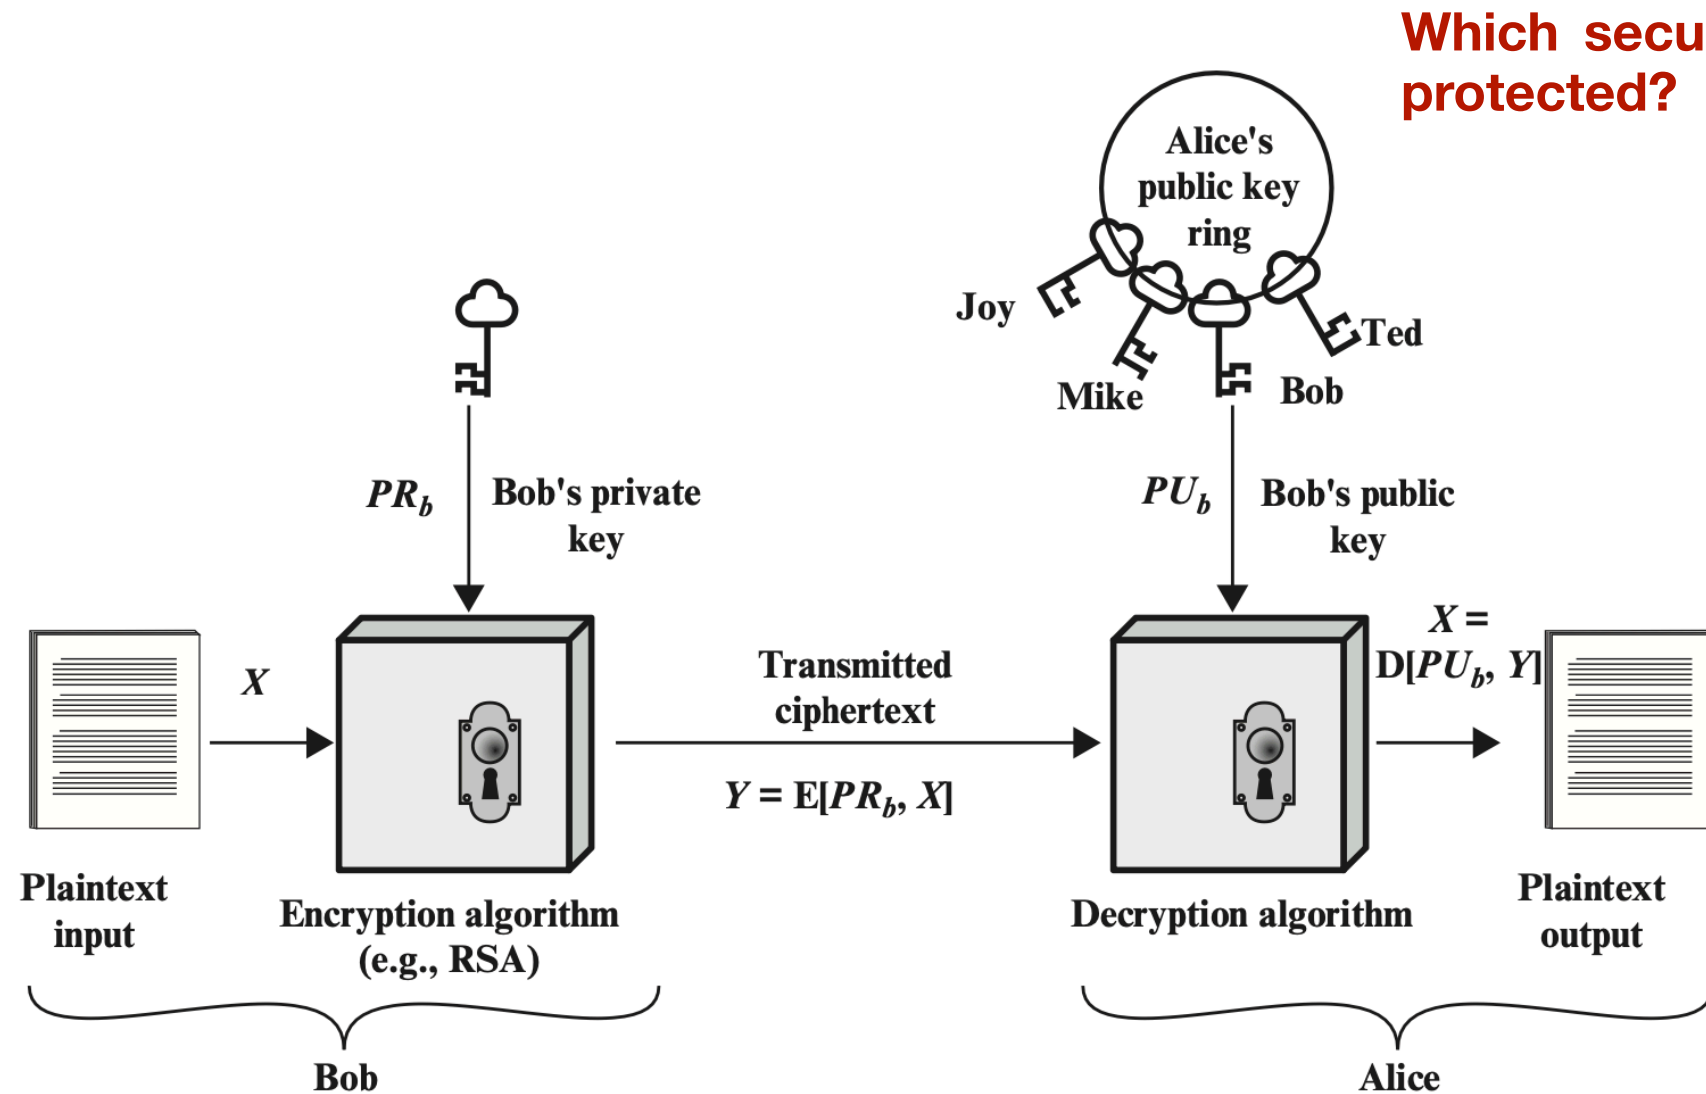 Which secu
protected?
Alice's
public key
ring
Joy
Mike
Bob
Ted
PR_b
Bob's private
key
PU_b
Bob's public
key
X
Transmitted
ciphertext
Y = E[PR_b, X]
X =
D[PU_b, Y]
Plaintext
input
Encryption algorithm
(e.g., RSA)
Decryption algorithm
Plaintext
output
Bob
Alice